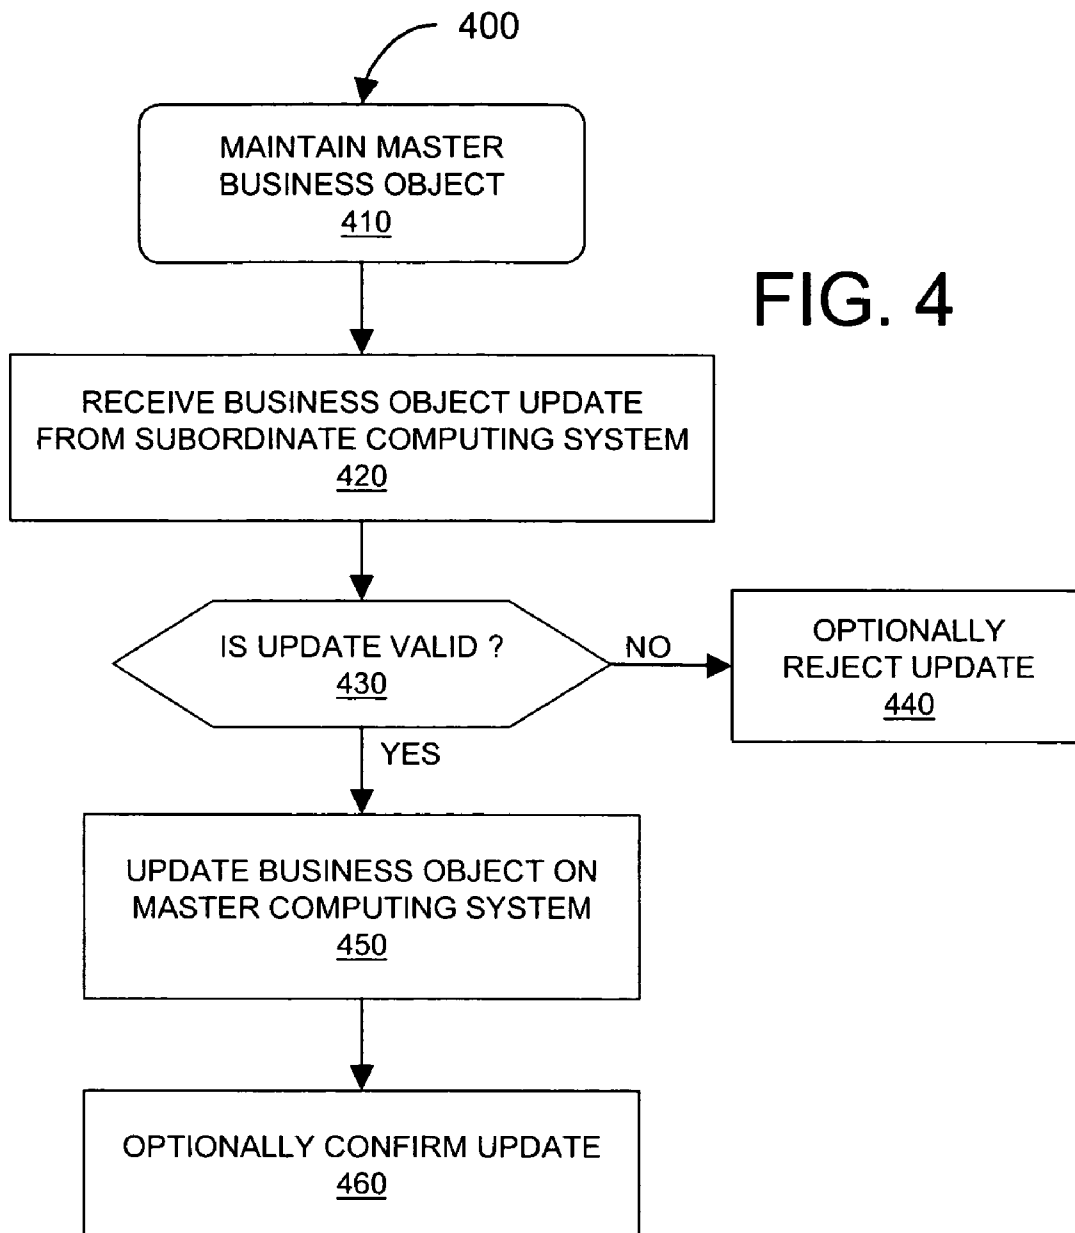 400
MAINTAIN MASTER
BUSINESS OBJECT
410
FIG. 4
RECEIVE BUSINESS OBJECT UPDATE
FROM SUBORDINATE COMPUTING SYSTEM
420
IS UPDATE VALID ?
430
NO
OPTIONALLY
REJECT UPDATE
440
YES
UPDATE BUSINESS OBJECT ON
MASTER COMPUTING SYSTEM
450
OPTIONALLY CONFIRM UPDATE
460